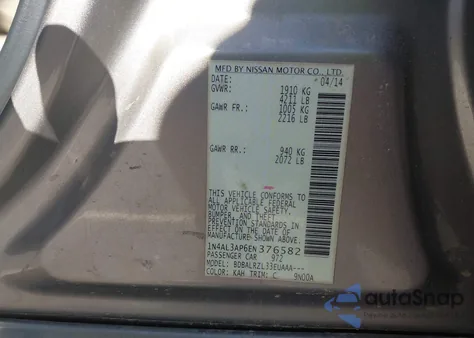 MFD BY NISSAN MOTOR CO., LTD.
DATE: 04/14
GVWR: 1910 KG
4211 LB
GAWR FR.: 1005 KG
2216 LB
GAWR RR.: 940 KG
2072 LB
THIS VEHICLE CONFORMS TO
ALL APPLICABLE FEDERAL
MOTOR VEHICLE SAFETY,
BUMPER, AND THEFT
PREVENTION STANDARDS
IN EFFECT ON THE DATE OF
MANUFACTURE SHOWN ABOVE.
1N4AL3AP6EN376582
PASSENGER CAR 972
MODEL: BDBALRZL33EUAAA---
COLOR: KAH TRIM: C 9N00A
autoSnap